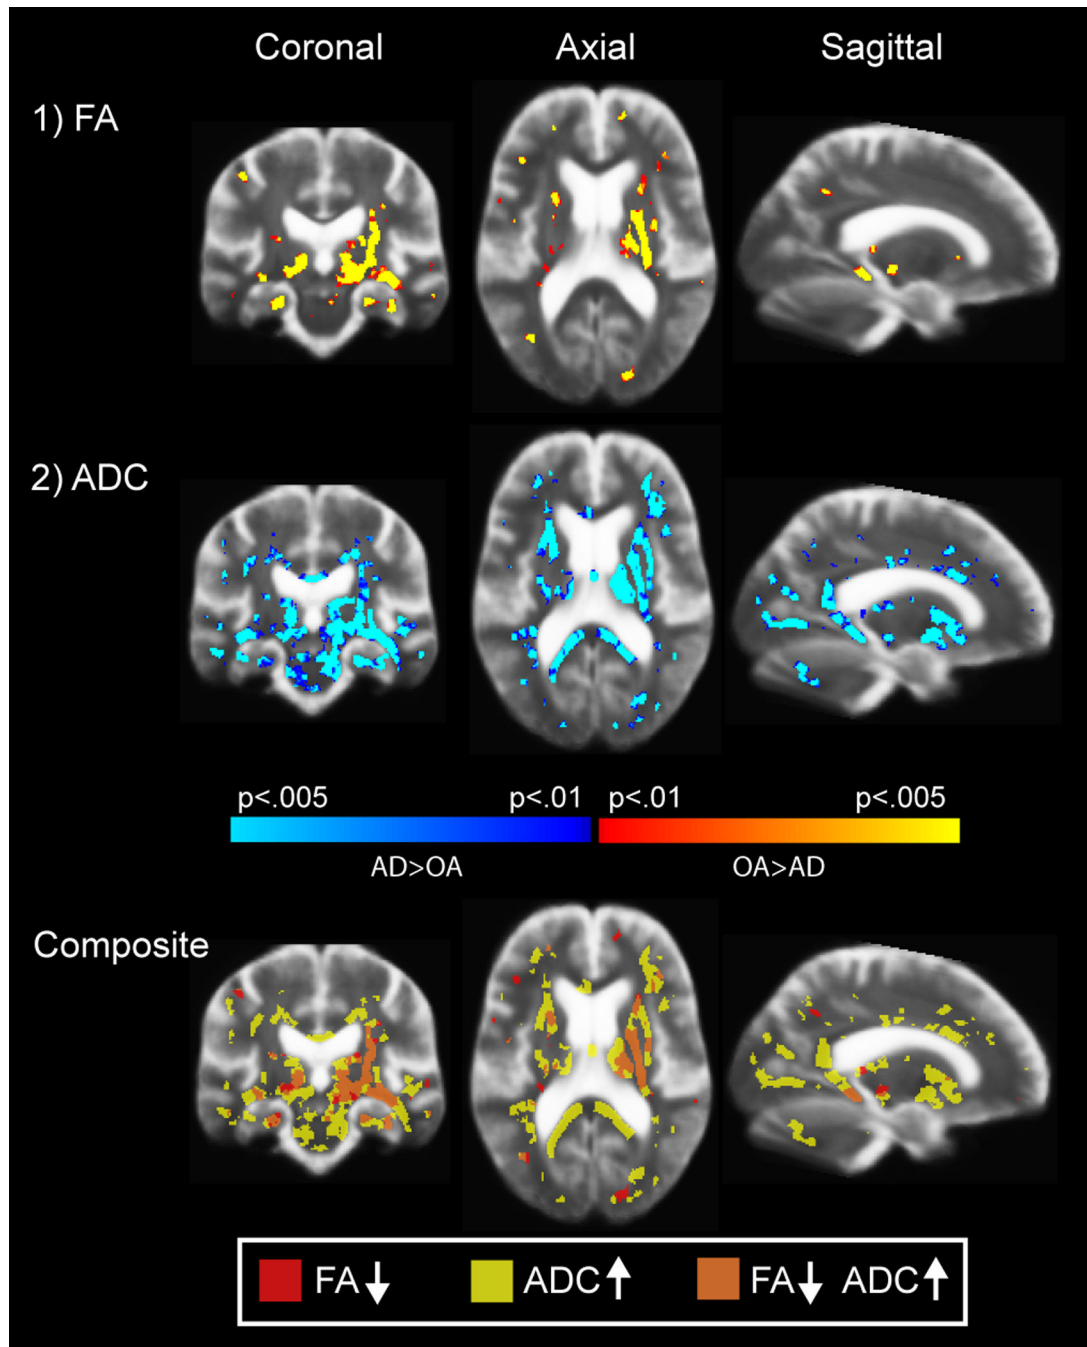 Coronal Axial Sagittal
1) FA
2) ADC
p<.005 p<.01 p<.01 p<.005
AD>OA OA>AD
Composite
FA↓ ADC↑ FA↓ ADC↑